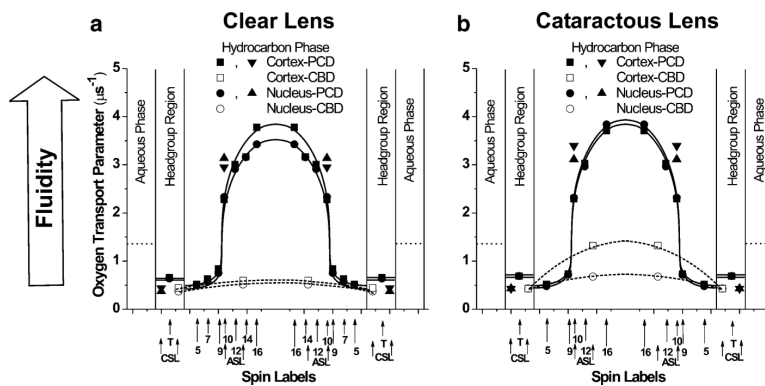 a
Clear Lens
b
Cataractous Lens
Fluidity
Oxygen Transport Parameter (μs⁻¹)
5
4
3
2
1
0
Aqueous Phase
Headgroup Region
Hydrocarbon Phase
■ , ▼ Cortex-PCD
□ Cortex-CBD
● , ▲ Nucleus-PCD
○ Nucleus-CBD
Headgroup Region
Aqueous Phase
T
CSL
5
7
9
10
ASL
12
14
16
16
14
12
ASL
10
9
7
5
T
CSL
Spin Labels
5
4
3
2
1
0
Aqueous Phase
Headgroup Region
Hydrocarbon Phase
■ , ▼ Cortex-PCD
□ Cortex-CBD
● , ▲ Nucleus-PCD
○ Nucleus-CBD
Headgroup Region
Aqueous Phase
T
CSL
5
9
10
ASL
12
16
16
12
ASL
10
9
5
T
CSL
Spin Labels